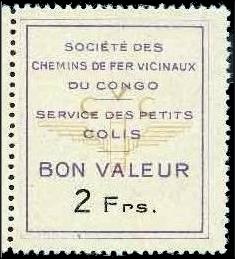 SOCIÉTÉ DES
CHEMINS DE FER VICINAUX
DU CONGO
SERVICE DES PETITS
COLIS
BON VALEUR
2 Frs.